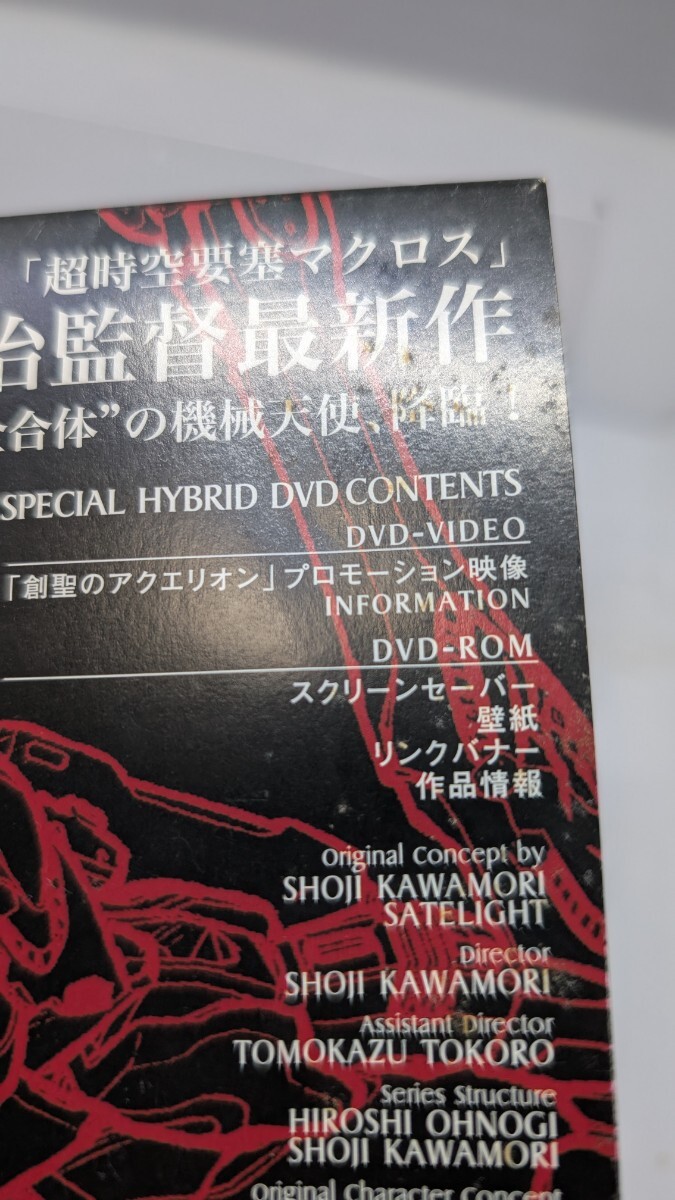 「超時空要塞マクロス」
治監督最新作
合体”の機械天使、降臨！
SPECIAL HYBRID DVD CONTENTS
DVD-VIDEO
「創聖のアクエリオン」プロモーション映像
INFORMATION
DVD-ROM
スクリーンセーバー
壁紙
リンクバナー
作品情報
Original Concept by
SHOJI KAWAMORI
SATELIGHT
Director
SHOJI KAWAMORI
Assistant Director
TOMOKAZU TOKORO
Series Structure
HIROSHI OHNOGI
SHOJI KAWAMORI
Original Character Concept